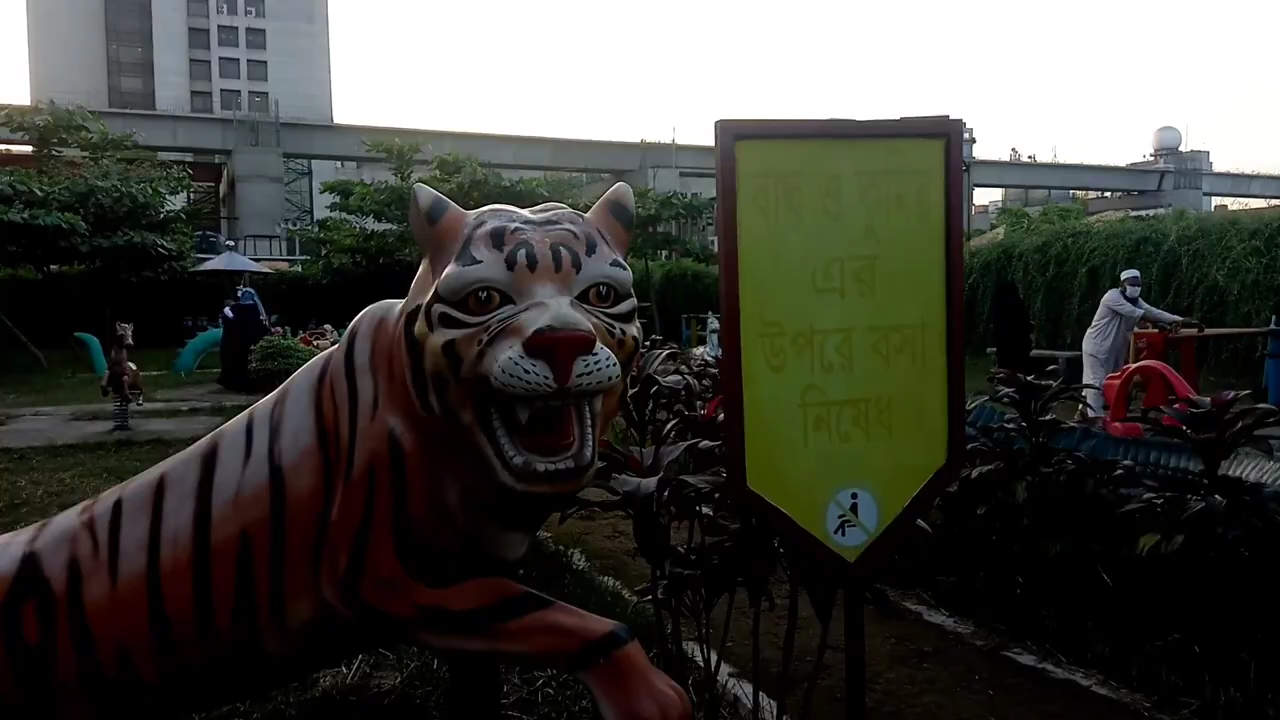 বাঘ ও বুনো
এর
উপরে বসা
নিষেধ